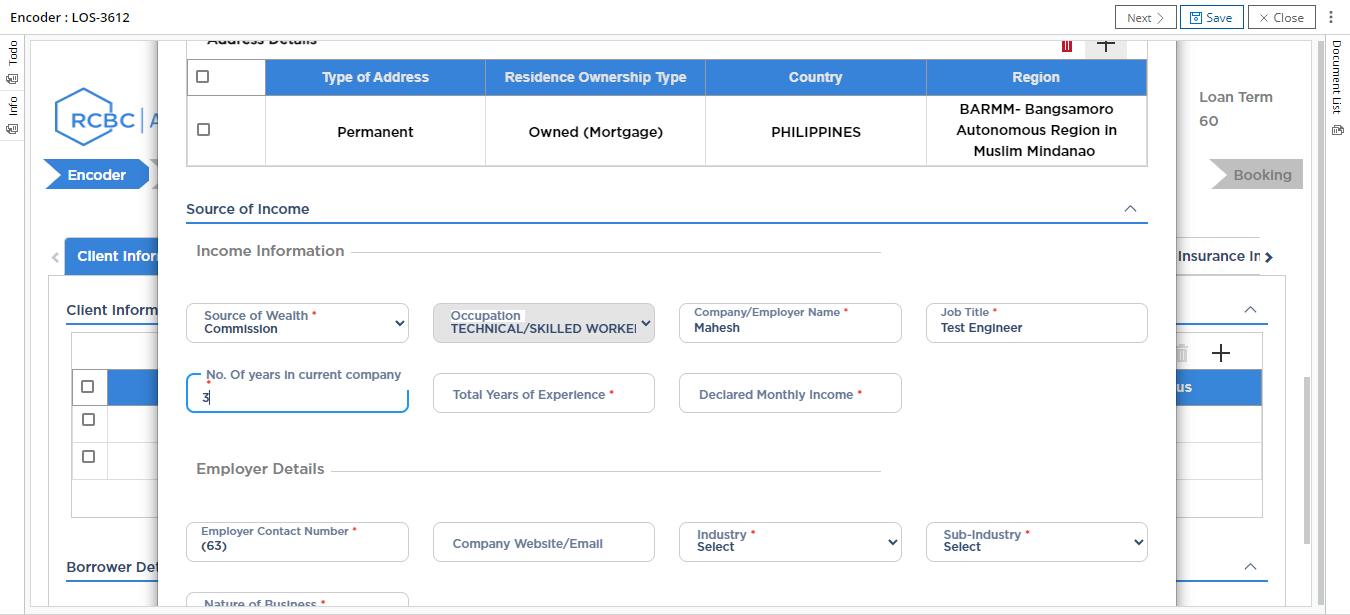 Encoder : LOS-3612
Next
Save
Close
Todo
Info
Document List
RCBC
Encoder
Loan Term
60
Booking
Address Details
Type of Address
Residence Ownership Type
Country
Region
Permanent
Owned (Mortgage)
PHILIPPINES
BARMM- Bangsamoro
Autonomous Region in
Muslim Mindanao
Source of Income
Income Information
Client Infor
Insurance In
Client Inform
Source of Wealth *
Commission
Occupation
TECHNICAL/SKILLED WORKE
Company/Employer Name *
Mahesh
Job Title *
Test Engineer
No. Of years in current company
*
3
Total Years of Experience *
Declared Monthly Income *
us
Employer Details
Employer Contact Number *
(63)
Company Website/Email
Industry *
Select
Sub-Industry *
Select
Borrower Det
Nature of Business *